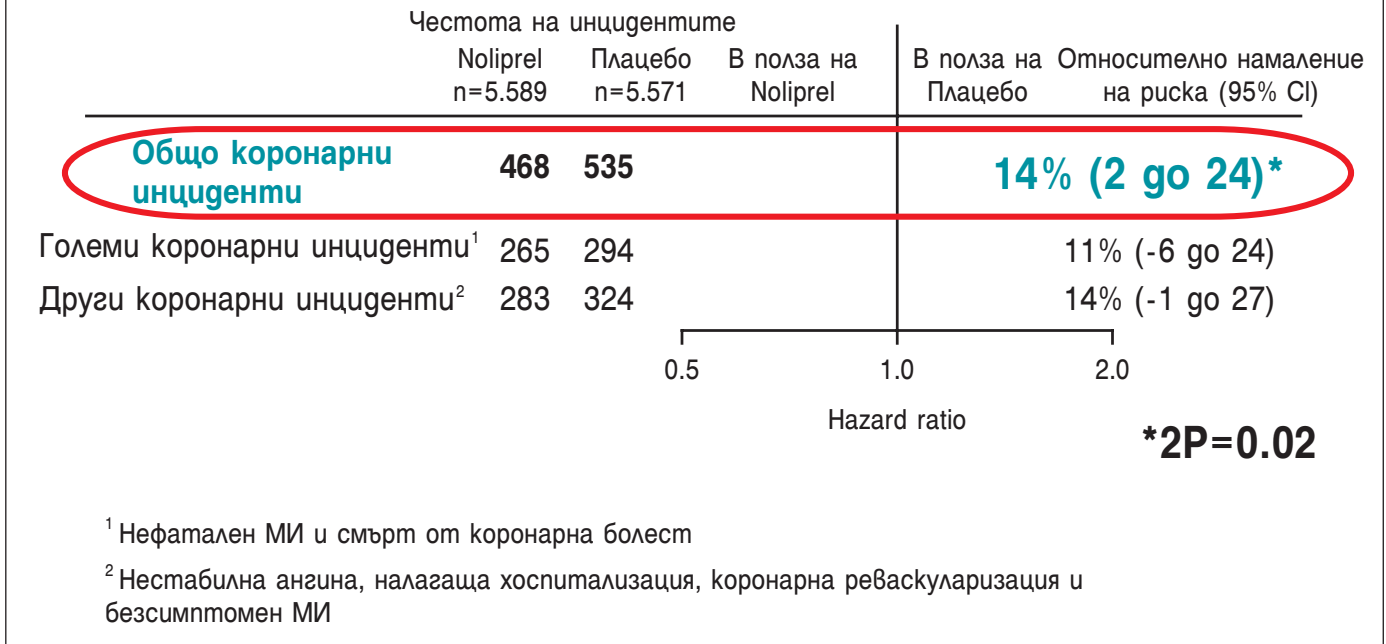 Честота на инцидентите
Noliprel Плацебо В полза на В полза на Относително намаление
n=5.589 n=5.571 Noliprel Плацебо на риска (95% CI)
Общо коронарни
инциденти 468 535 14% (2 до 24)*
Големи коронарни инциденти¹ 265 294 11% (-6 до 24)
Други коронарни инциденти² 283 324 14% (-1 до 27)
0.5 1.0 2.0
Hazard ratio
*2P=0.02
¹ Нефатален МИ и смърт от коронарна болест
² Нестабилна ангина, налагаща хоспитализация, коронарна реваскуларизация и
безсимптомен МИ